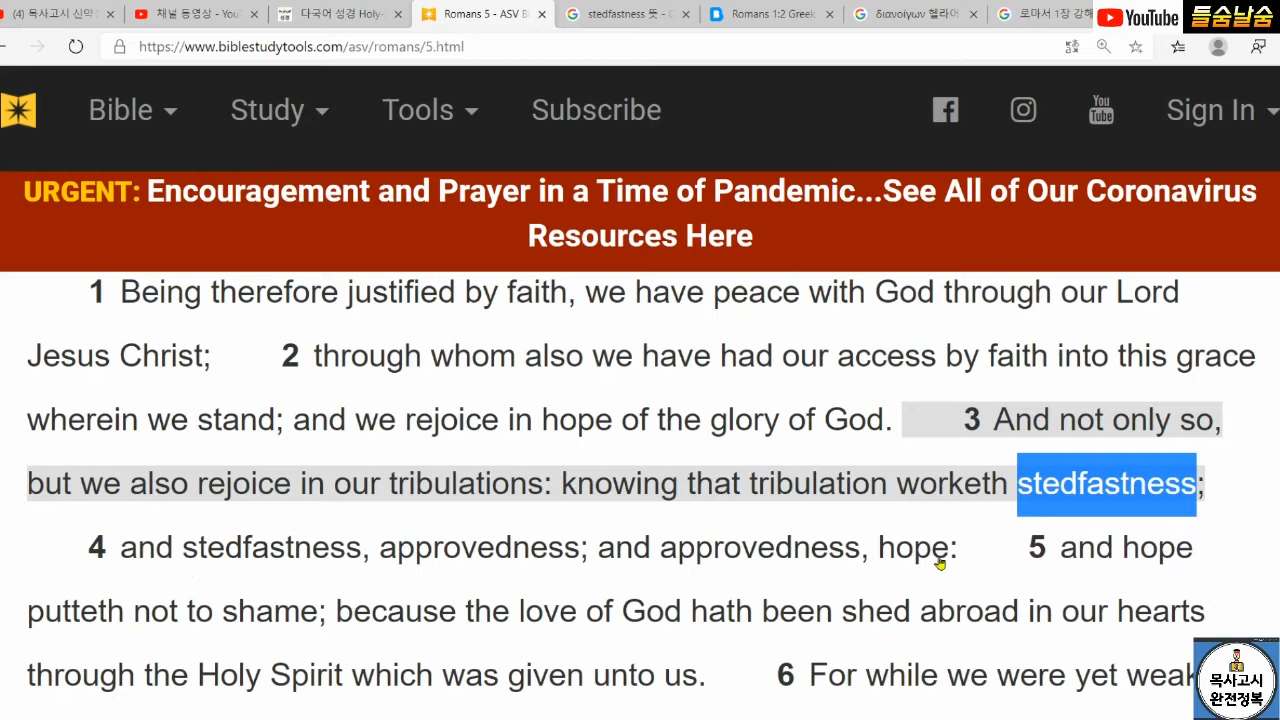 (4) 목사고시 신약
채널 동영상 - You
다국어 성경 Holy-
Romans 5 - ASV B
stedfastness 뜻 -
Romans 1:2 Greek
διανοίγων 헬라어
로마서 1장 강해
YouTube
들숨날숨
https://www.biblestudytools.com/asv/romans/5.html
Bible
Study
Tools
Subscribe
You
Tube
Sign In
URGENT: Encouragement and Prayer in a Time of Pandemic...See All of Our Coronavirus
Resources Here
1 Being therefore justified by faith, we have peace with God through our Lord
Jesus Christ; 2 through whom also we have had our access by faith into this grace
wherein we stand; and we rejoice in hope of the glory of God. 3 And not only so,
but we also rejoice in our tribulations: knowing that tribulation worketh stedfastness;
4 and stedfastness, approvedness; and approvedness, hope: 5 and hope
putteth not to shame; because the love of God hath been shed abroad in our hearts
through the Holy Spirit which was given unto us. 6 For while we were yet weak
목사고시
완전정복